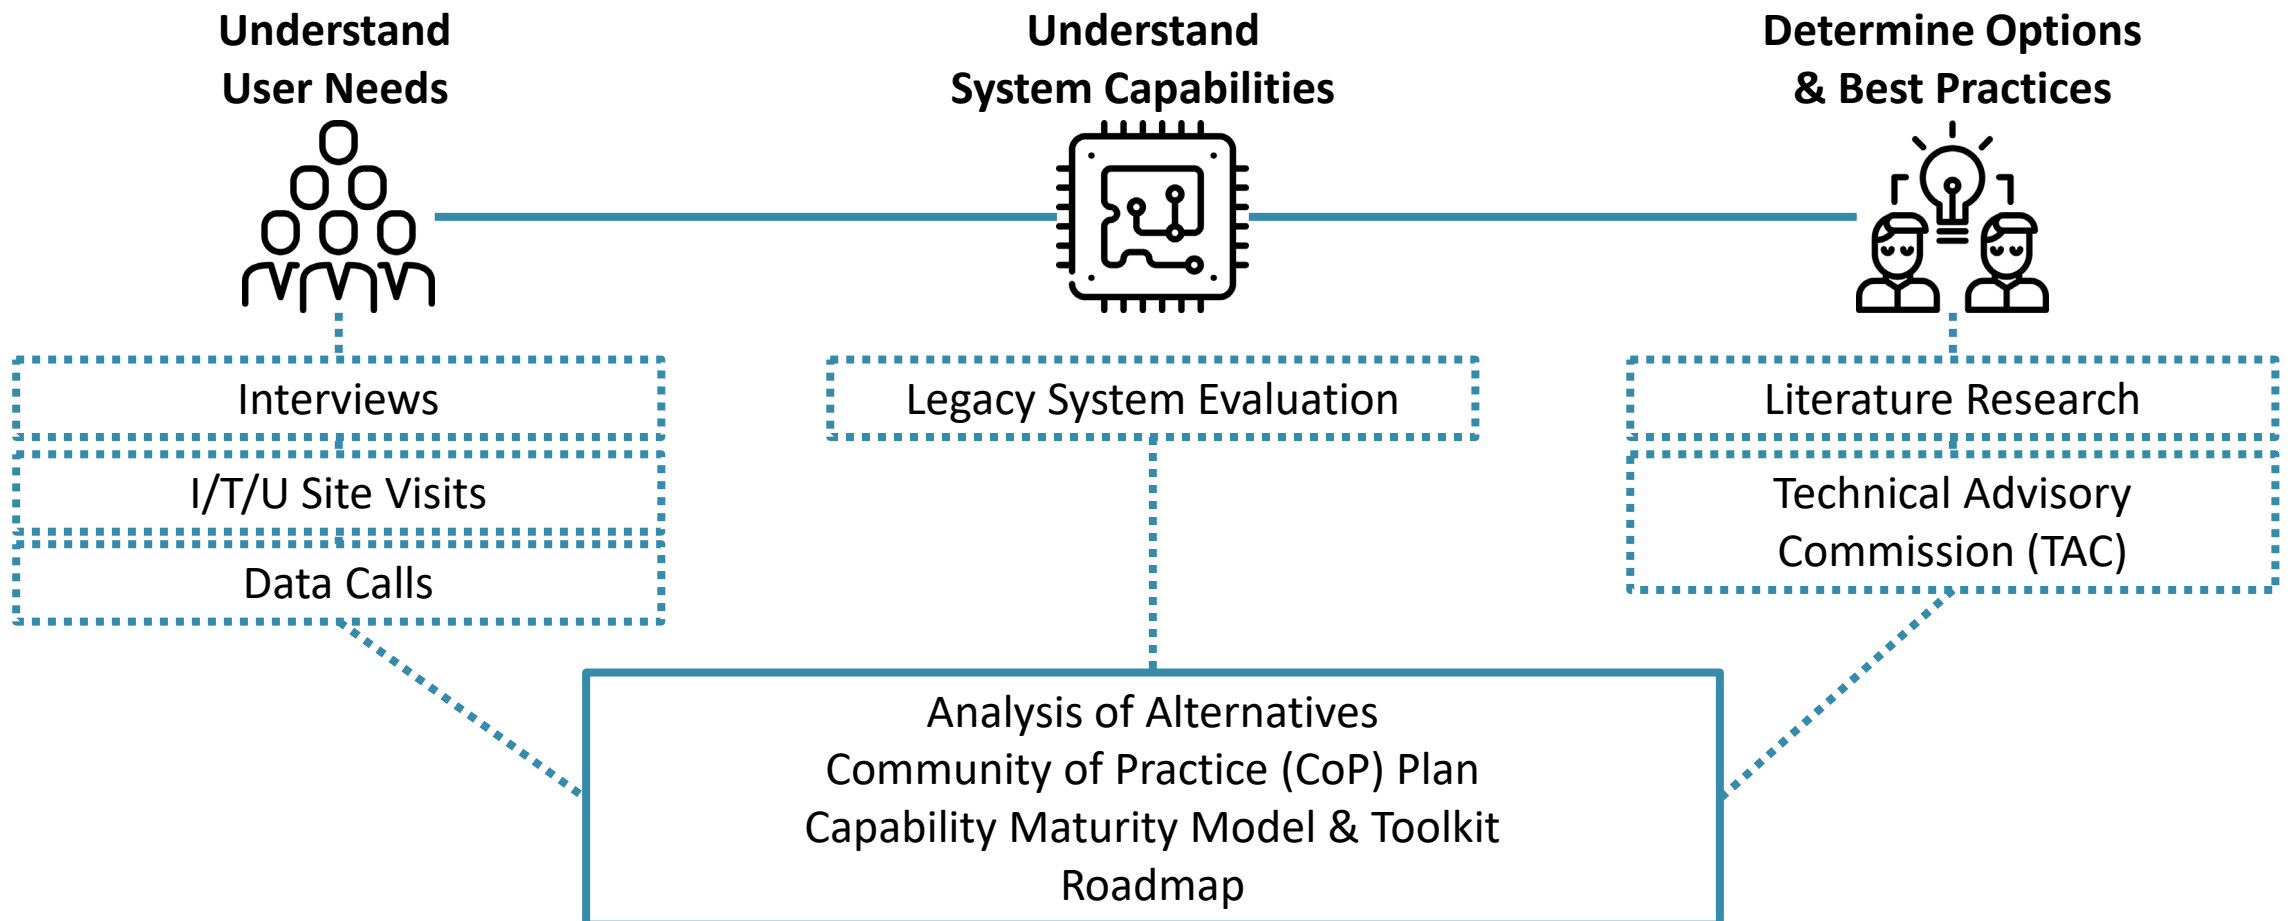 Understand
User Needs
Understand
System Capabilities
Determine Options
& Best Practices
Interviews
I/T/U Site Visits
Data Calls
Legacy System Evaluation
Literature Research
Technical Advisory
Commission (TAC)
Analysis of Alternatives
Community of Practice (CoP) Plan
Capability Maturity Model & Toolkit
Roadmap